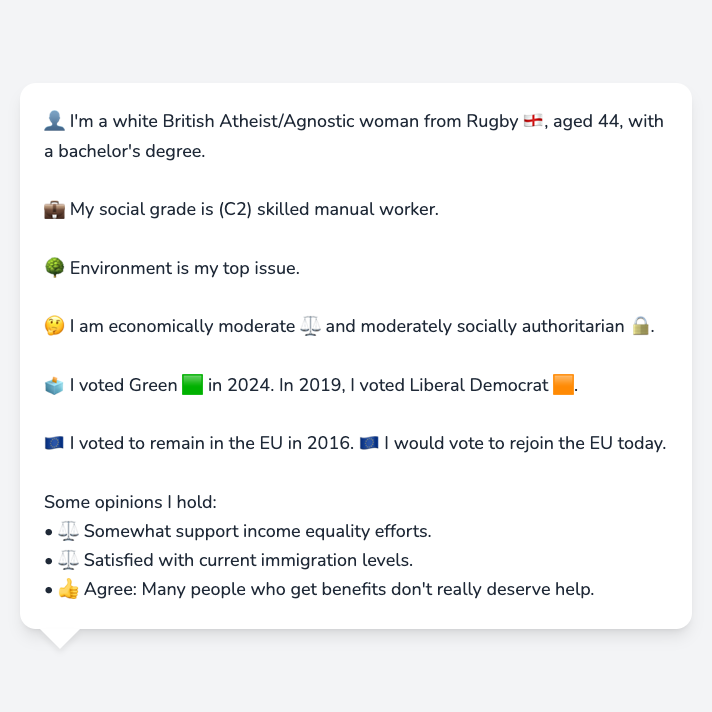 👤 I'm a white British Atheist/Agnostic woman from Rugby 🏴󠁧󠁢󠁥󠁮󠁧󠁿, aged 44, with
a bachelor's degree.
💼 My social grade is (C2) skilled manual worker.
🌳 Environment is my top issue.
🤔 I am economically moderate ⚖️ and moderately socially authoritarian 🔒.
🗳️ I voted Green 🟩 in 2024. In 2019, I voted Liberal Democrat 🟧.
🇪🇺 I voted to remain in the EU in 2016. 🇪🇺 I would vote to rejoin the EU today.
Some opinions I hold:
• ⚖️ Somewhat support income equality efforts.
• ⚖️ Satisfied with current immigration levels.
• 👍 Agree: Many people who get benefits don't really deserve help.